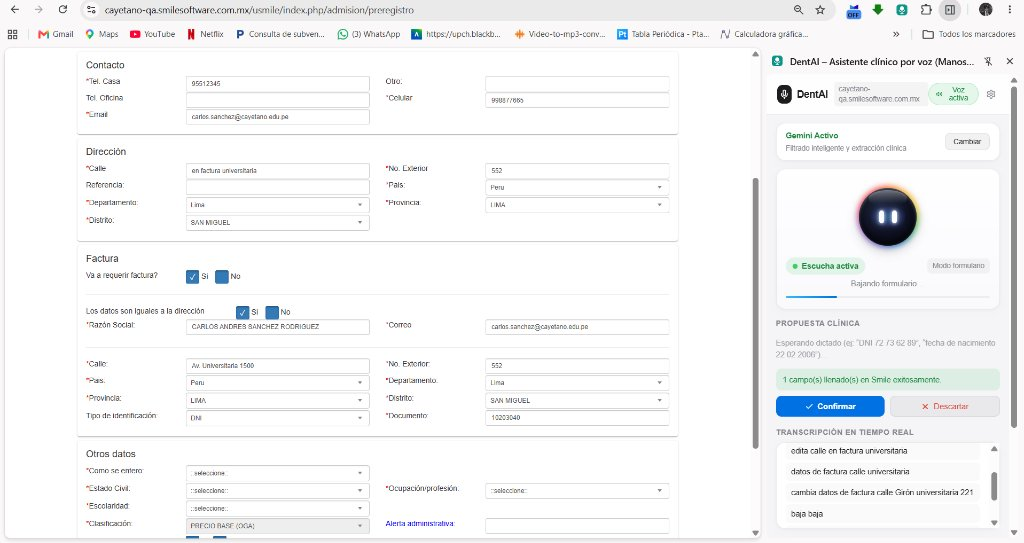 cayetano-qa.smilesoftware.com.mx/usmile/index.php/admision/preregistro
OFF
Gmail
Maps
YouTube
Netflix
Consulta de subven...
(3) WhatsApp
https://upch.blackb...
Video-to-mp3-conv...
Tabla Periódica - Pta...
Calculadora gráfica...
»
Todos los marcadores
Contacto
*Tel. Casa
95512345
Otro:
Tel. Oficina
*Celular
998877665
*Email
carlos.sanchez@cayetano.edu.pe
Dirección
*Calle
en factura universitaria
*No. Exterior
552
Referencia:
*Pais:
Peru
*Departamento:
Lima
*Provincia:
LIMA
*Distrito:
SAN MIGUEL
Factura
Va a requerir factura?
Si
No
Los datos son iguales a la dirección
Si
No
*Razón Social:
CARLOS ANDRES SANCHEZ RODRIGUEZ
*Correo
carlos.sanchez@cayetano.edu.pe
*Calle:
Av. Universitaria 1500
*No. Exterior:
552
*Pais:
Peru
*Departamento:
Lima
*Provincia:
LIMA
*Distrito:
SAN MIGUEL
Tipo de identificación:
DNI
*Documento:
10203040
Otros datos
*Como se entero:
::seleccione::
*Estado Civil:
::seleccione::
*Ocupación/profesión:
::seleccione::
*Escolaridad:
::seleccione::
*Clasificación:
PRECIO BASE (OGA)
Alerta administrativa:
DentAI – Asistente clínico por voz (Manos...
DentAI
cayetano-
qa.smilesoftware.com.mx
Voz
activa
Gemini Activo
Filtrado inteligente y extracción clínica
Cambiar
Escucha activa
Modo formulario
Bajando formulario
PROPUESTA CLÍNICA
Esperando dictado (ej: "DNI 72 73 62 89", "fecha de nacimiento
22 02 2006")...
1 campo(s) llenado(s) en Smile exitosamente.
✓ Confirmar
✕ Descartar
TRANSCRIPCIÓN EN TIEMPO REAL
edita calle en factura universitaria
datos de factura calle universitaria
cambia datos de factura calle Girón universitaria 221
baja baja